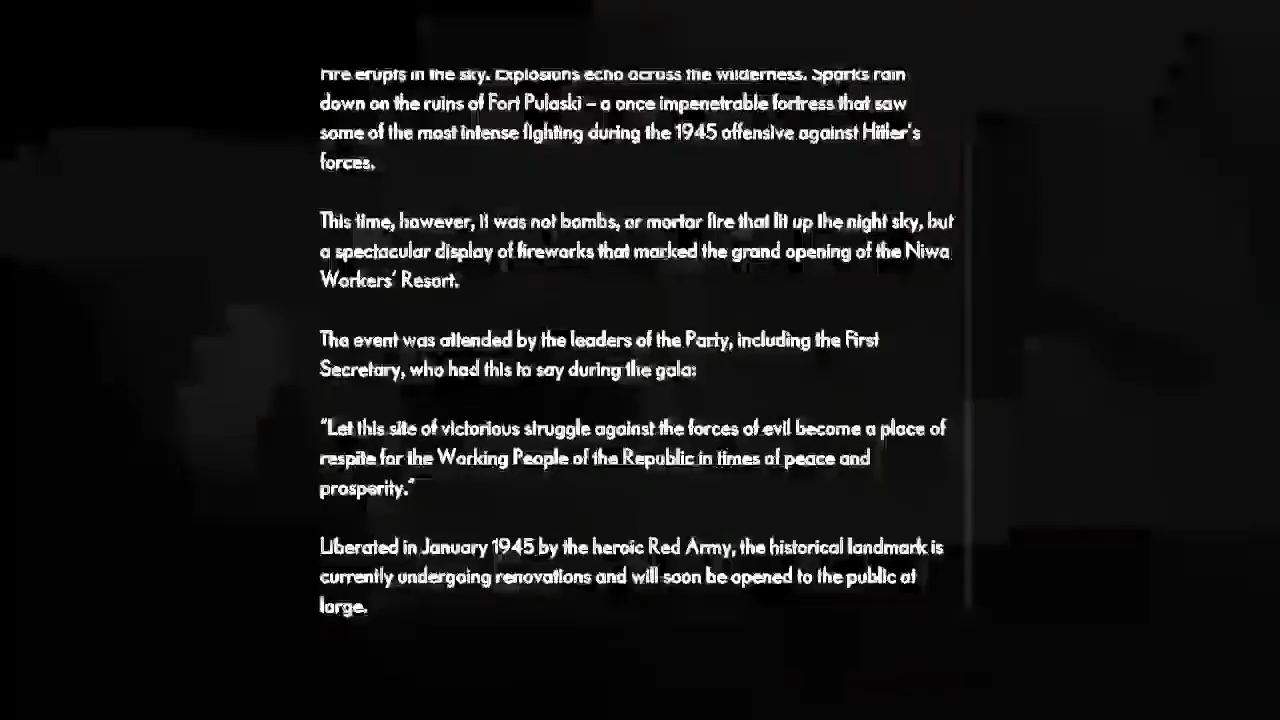 Fire erupts in the sky. Explosions echo across the wilderness. Sparks rain
down on the ruins of Fort Pulaski – a once impenetrable fortress that saw
some of the most intense fighting during the 1945 offensive against Hitler's
forces.
This time, however, it was not bombs, or mortar fire that lit up the night sky, but
a spectacular display of fireworks that marked the grand opening of the Niwa
Workers' Resort.
The event was attended by the leaders of the Party, including the First
Secretary, who had this to say during the gala:
"Let this site of victorious struggle against the forces of evil become a place of
respite for the Working People of the Republic in times of peace and
prosperity."
Liberated in January 1945 by the heroic Red Army, the historical landmark is
currently undergoing renovations and will soon be opened to the public at
large.